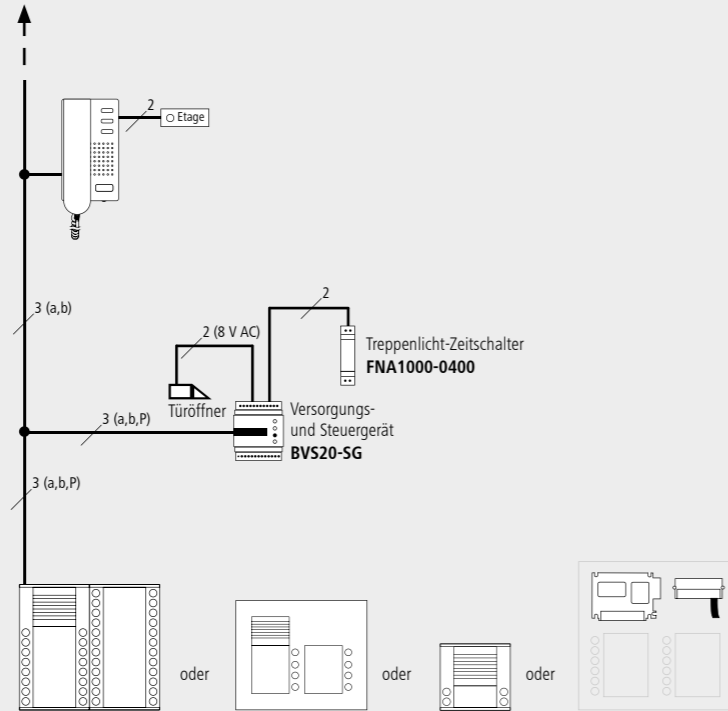 2
Etage
3 (a,b)
2
2 (8 V AC)
Treppenlicht-Zeitschalter
FNA1000-0400
Türöffner
Versorgungs-
und Steuergerät
BVS20-SG
3 (a,b,P)
3 (a,b,P)
oder
oder
oder